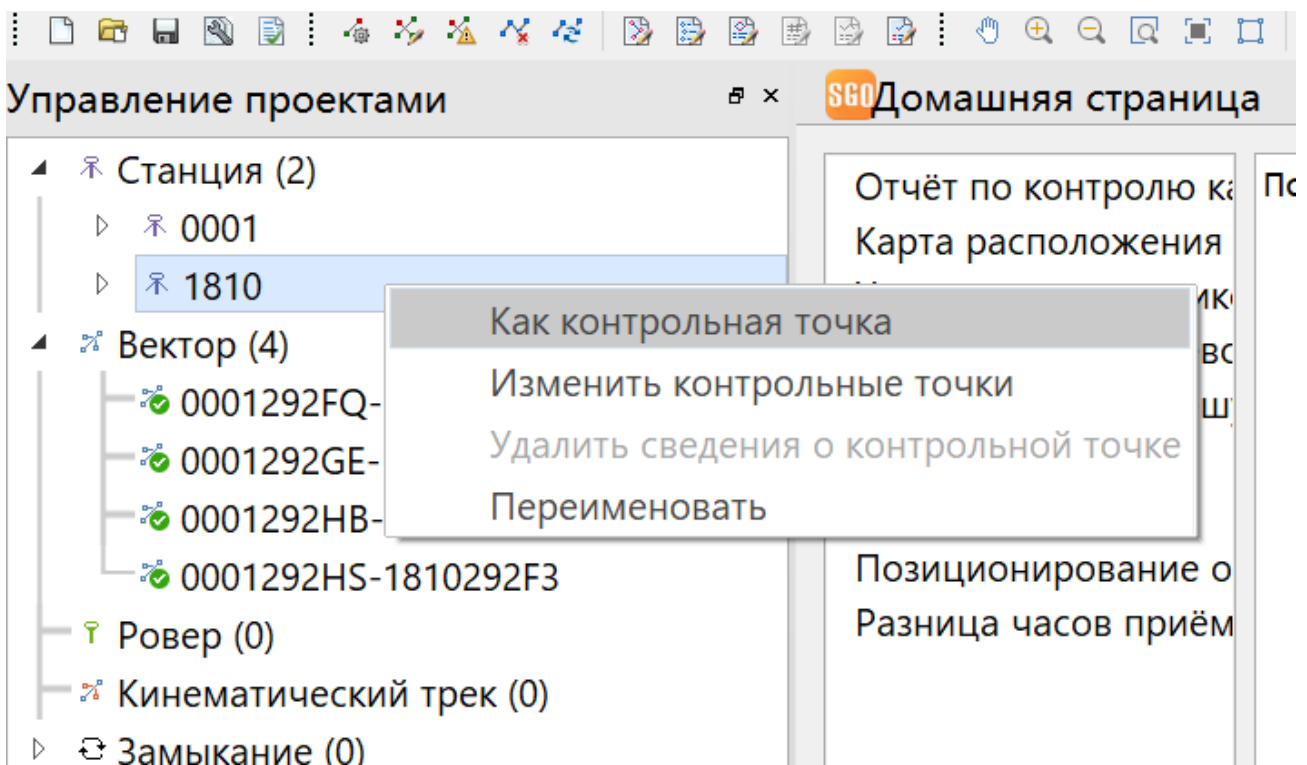 Управление проектами
SGO Домашняя страница
Станция (2)
0001
1810
Вектор (4)
0001292FQ-
0001292GE-
0001292HB-
0001292HS-1810292F3
Ровер (0)
Кинематический трек (0)
Замыкание (0)
Как контрольная точка
Изменить контрольные точки
Удалить сведения о контрольной точке
Переименовать
Отчёт по контролю
Карта расположения
Позиционирование
Разница часов